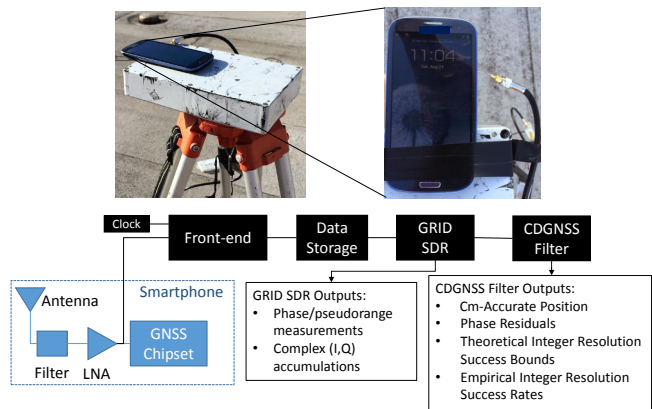 11:04
Clock
Front-end
Data
Storage
GRID
SDR
CDGNSS
Filter
Smartphone
Antenna
GNSS
Chipset
Filter
LNA
GRID SDR Outputs:
• Phase/pseudorange
measurements
• Complex (I,Q)
accumulations
CDGNSS Filter Outputs:
• Cm-Accurate Position
• Phase Residuals
• Theoretical Integer Resolution
Success Bounds
• Empirical Integer Resolution
Success Rates